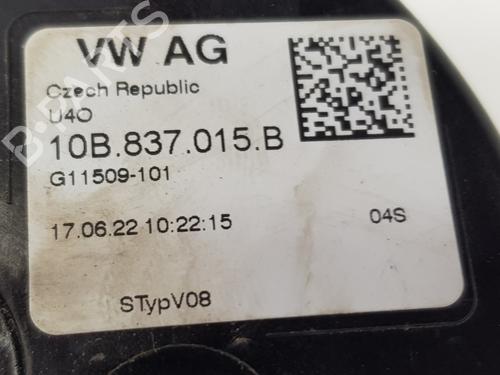 VW AG
Czech Republic
U4O
10B.837.015.B
G11509-101
17.06.22 10:22:15
04S
STypV08
B-PARTS